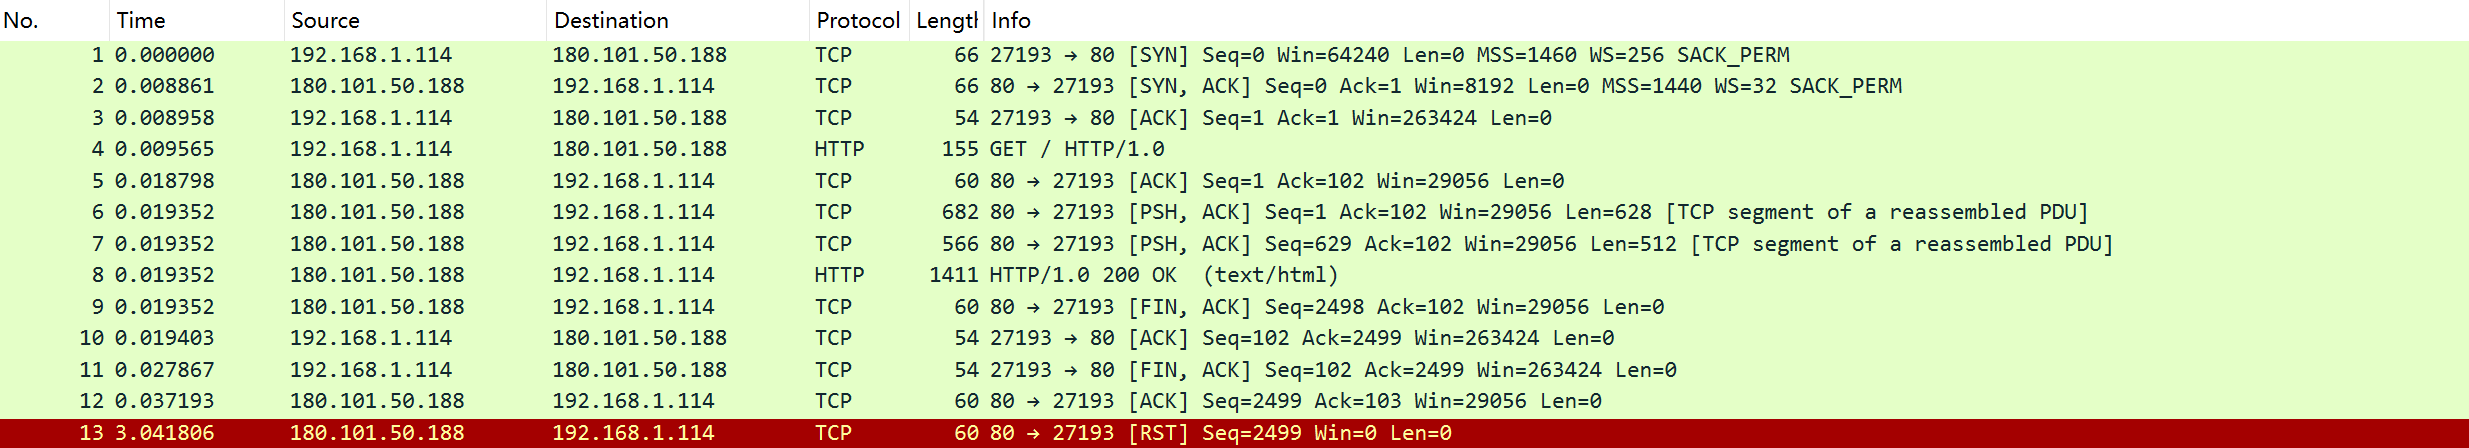 No. Time Source Destination Protocol Length Info
1 0.000000 192.168.1.114 180.101.50.188 TCP 66 27193 → 80 [SYN] Seq=0 Win=64240 Len=0 MSS=1460 WS=256 SACK_PERM
2 0.008861 180.101.50.188 192.168.1.114 TCP 66 80 → 27193 [SYN, ACK] Seq=0 Ack=1 Win=8192 Len=0 MSS=1440 WS=32 SACK_PERM
3 0.008958 192.168.1.114 180.101.50.188 TCP 54 27193 → 80 [ACK] Seq=1 Ack=1 Win=263424 Len=0
4 0.009565 192.168.1.114 180.101.50.188 HTTP 155 GET / HTTP/1.0
5 0.018798 180.101.50.188 192.168.1.114 TCP 60 80 → 27193 [ACK] Seq=1 Ack=102 Win=29056 Len=0
6 0.019352 180.101.50.188 192.168.1.114 TCP 682 80 → 27193 [PSH, ACK] Seq=1 Ack=102 Win=29056 Len=628 [TCP segment of a reassembled PDU]
7 0.019352 180.101.50.188 192.168.1.114 TCP 566 80 → 27193 [PSH, ACK] Seq=629 Ack=102 Win=29056 Len=512 [TCP segment of a reassembled PDU]
8 0.019352 180.101.50.188 192.168.1.114 HTTP 1411 HTTP/1.0 200 OK (text/html)
9 0.019352 180.101.50.188 192.168.1.114 TCP 60 80 → 27193 [FIN, ACK] Seq=2498 Ack=102 Win=29056 Len=0
10 0.019403 192.168.1.114 180.101.50.188 TCP 54 27193 → 80 [ACK] Seq=102 Ack=2499 Win=263424 Len=0
11 0.027867 192.168.1.114 180.101.50.188 TCP 54 27193 → 80 [FIN, ACK] Seq=102 Ack=2499 Win=263424 Len=0
12 0.037193 180.101.50.188 192.168.1.114 TCP 60 80 → 27193 [ACK] Seq=2499 Ack=103 Win=29056 Len=0
13 3.041806 180.101.50.188 192.168.1.114 TCP 60 80 → 27193 [RST] Seq=2499 Win=0 Len=0